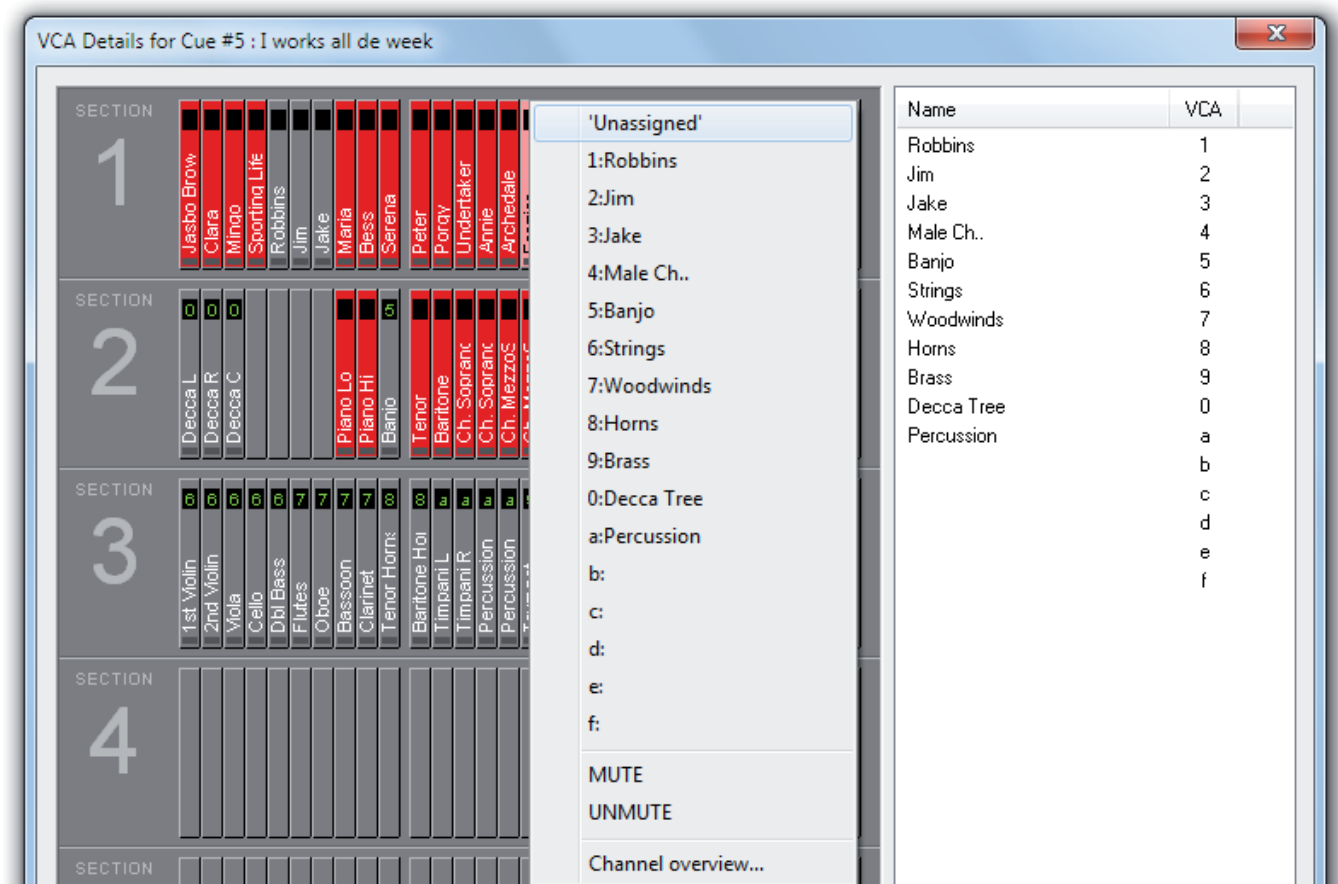 VCA Details for Cue #5 : I works all de week
x
SECTION
1
Jasbo Brow
Clara
Mingo
Sporting Life
Robbins
Jim
Jake
Maria
Bess
Serena
Peter
Porgy
Undertaker
Annie
Archedale
SECTION
2
0 0 0 5
Decca L
Decca R
Decca C
Piano Lo
Piano Hi
Banjo
Tenor
Baritone
Ch. Sopranc
Ch. Sopranc
Ch. MezzoS
SECTION
3
6 6 6 6 6 7 7 7 7 8 8 a a a a
1st Violin
2nd Violin
Viola
Cello
Dbl Bass
Flutes
Oboe
Bassoon
Clarinet
Tenor Horns
Baritone Hor
Timpani L
Timpani R
Percussion
Percussion
SECTION
4
SECTION
'Unassigned'
1:Robbins
2:Jim
3:Jake
4:Male Ch..
5:Banjo
6:Strings
7:Woodwinds
8:Horns
9:Brass
0:Decca Tree
a:Percussion
b:
c:
d:
e:
f:
MUTE
UNMUTE
Channel overview...
Name VCA
Robbins 1
Jim 2
Jake 3
Male Ch.. 4
Banjo 5
Strings 6
Woodwinds 7
Horns 8
Brass 9
Decca Tree 0
Percussion a
b
c
d
e
f